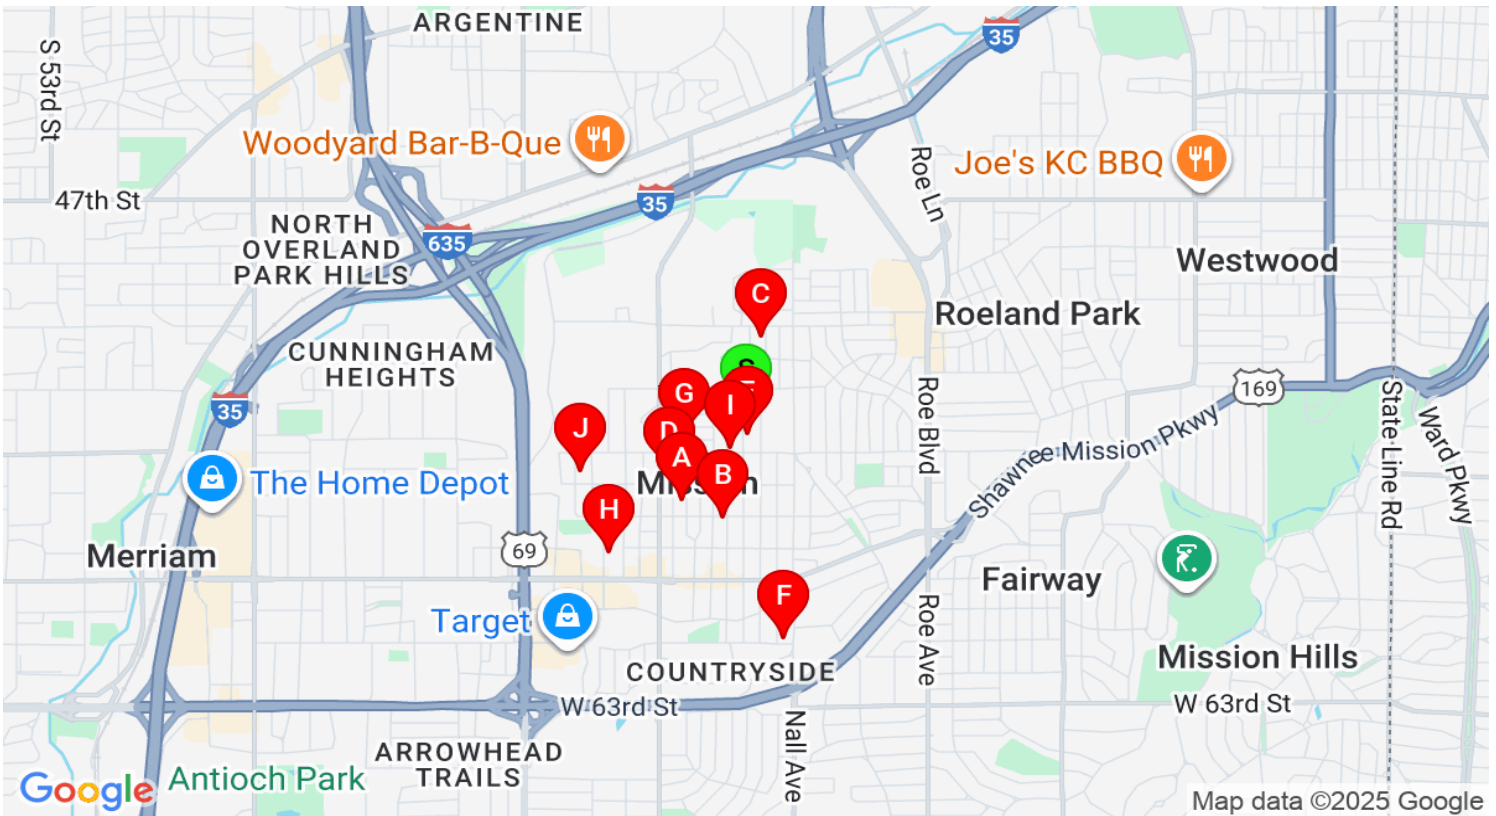 ARGENTINE
35
S 53rd St
Woodyard Bar-B-Que
Joe's KC BBQ
Roe Ln
47th St
35
NORTH
OVERLAND
PARK HILLS
635
Westwood
C
Roeland Park
CUNNINGHAM
HEIGHTS
S
G
I
E
169
35
J
D
Roe Blvd
Shawnee Mission Pkwy
State Line Rd
Ward Pkwy
A
B
The Home Depot
Mission
H
69
Merriam
Fairway
F
Target
Roe Ave
COUNTRYSIDE
Mission Hills
W 63rd St
W 63rd St
Nall Ave
ARROWHEAD
TRAILS
Antioch Park
Google
Map data ©2025 Google